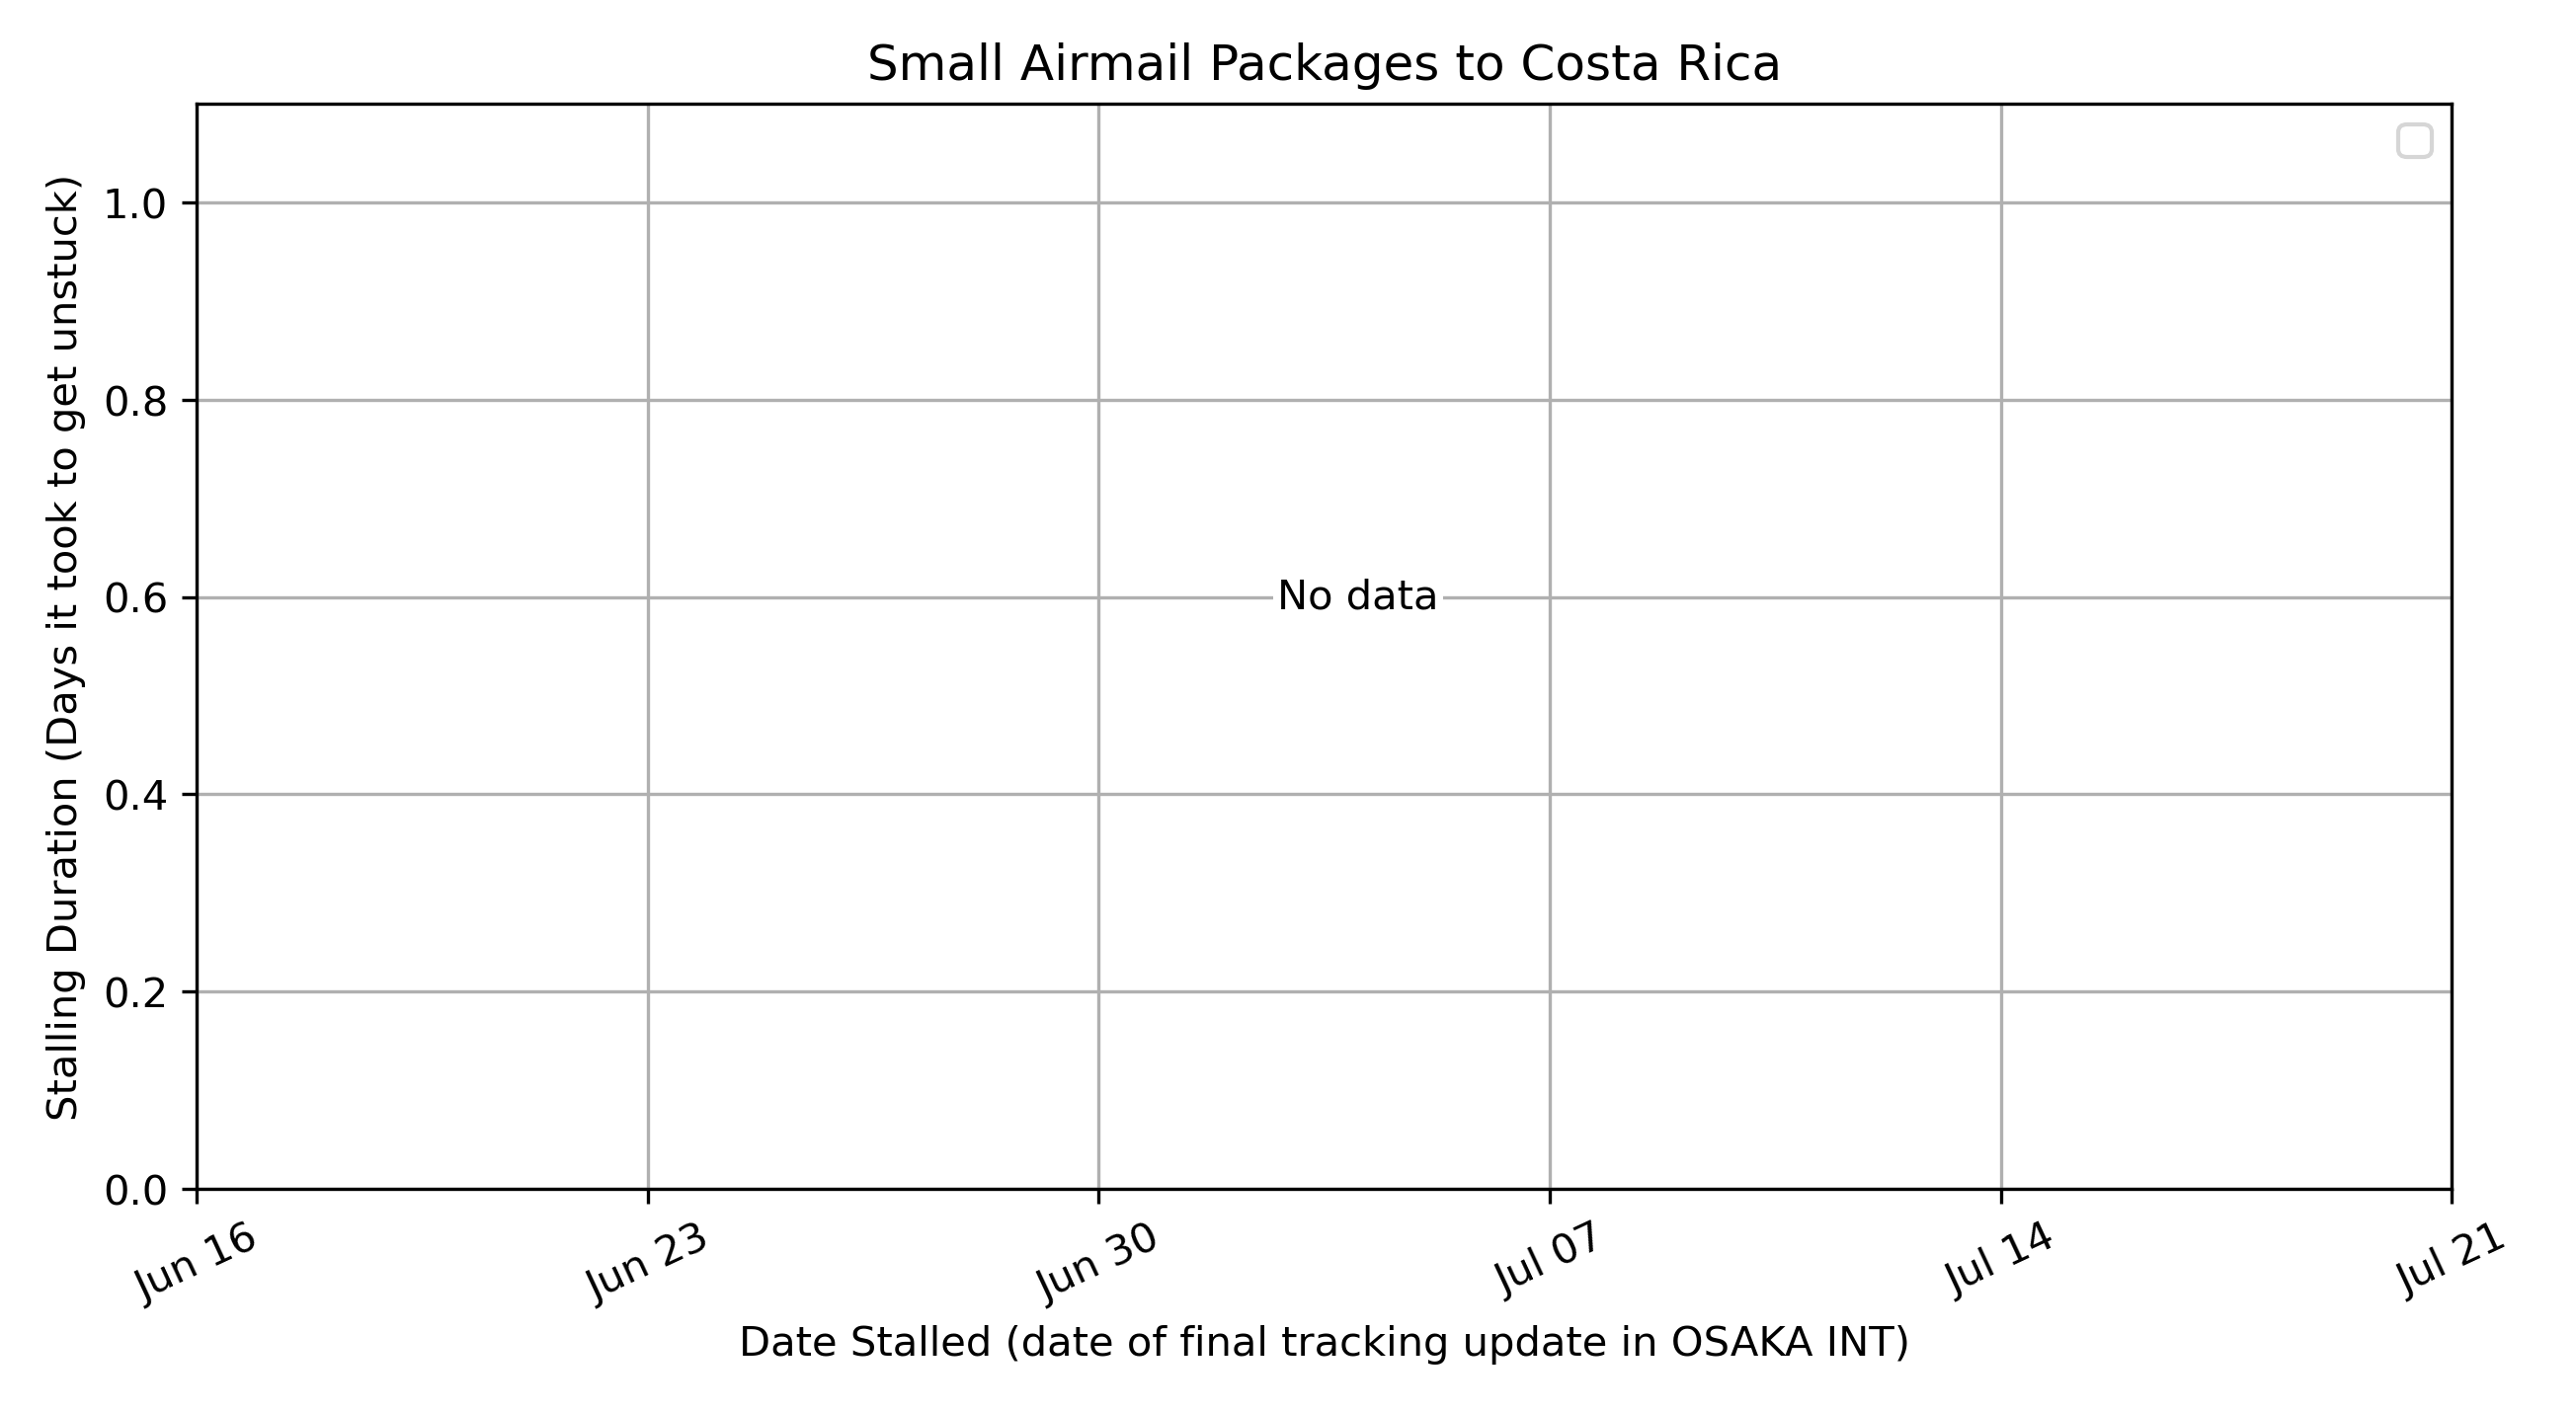 Small Airmail Packages to Costa Rica
Stalling Duration (Days it took to get unstuck)
1.0
0.8
0.6
0.4
0.2
0.0
No data
Jun 16
Jun 23
Jun 30
Jul 07
Jul 14
Jul 21
Date Stalled (date of final tracking update in OSAKA INT)